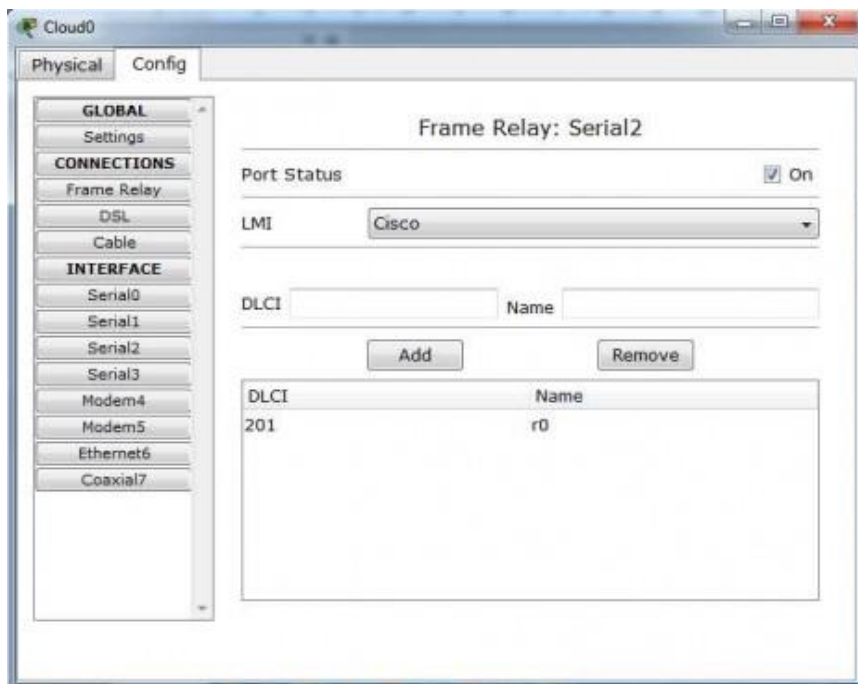 Cloud0
Physical Config
GLOBAL
Settings
CONNECTIONS
Frame Relay
DSL
Cable
INTERFACE
Serial0
Serial1
Serial2
Serial3
Modem4
Modem5
Ethernet6
Coaxial7
Frame Relay: Serial2
Port Status On
LMI Cisco
DLCI Name
Add Remove
DLCI Name
201 r0